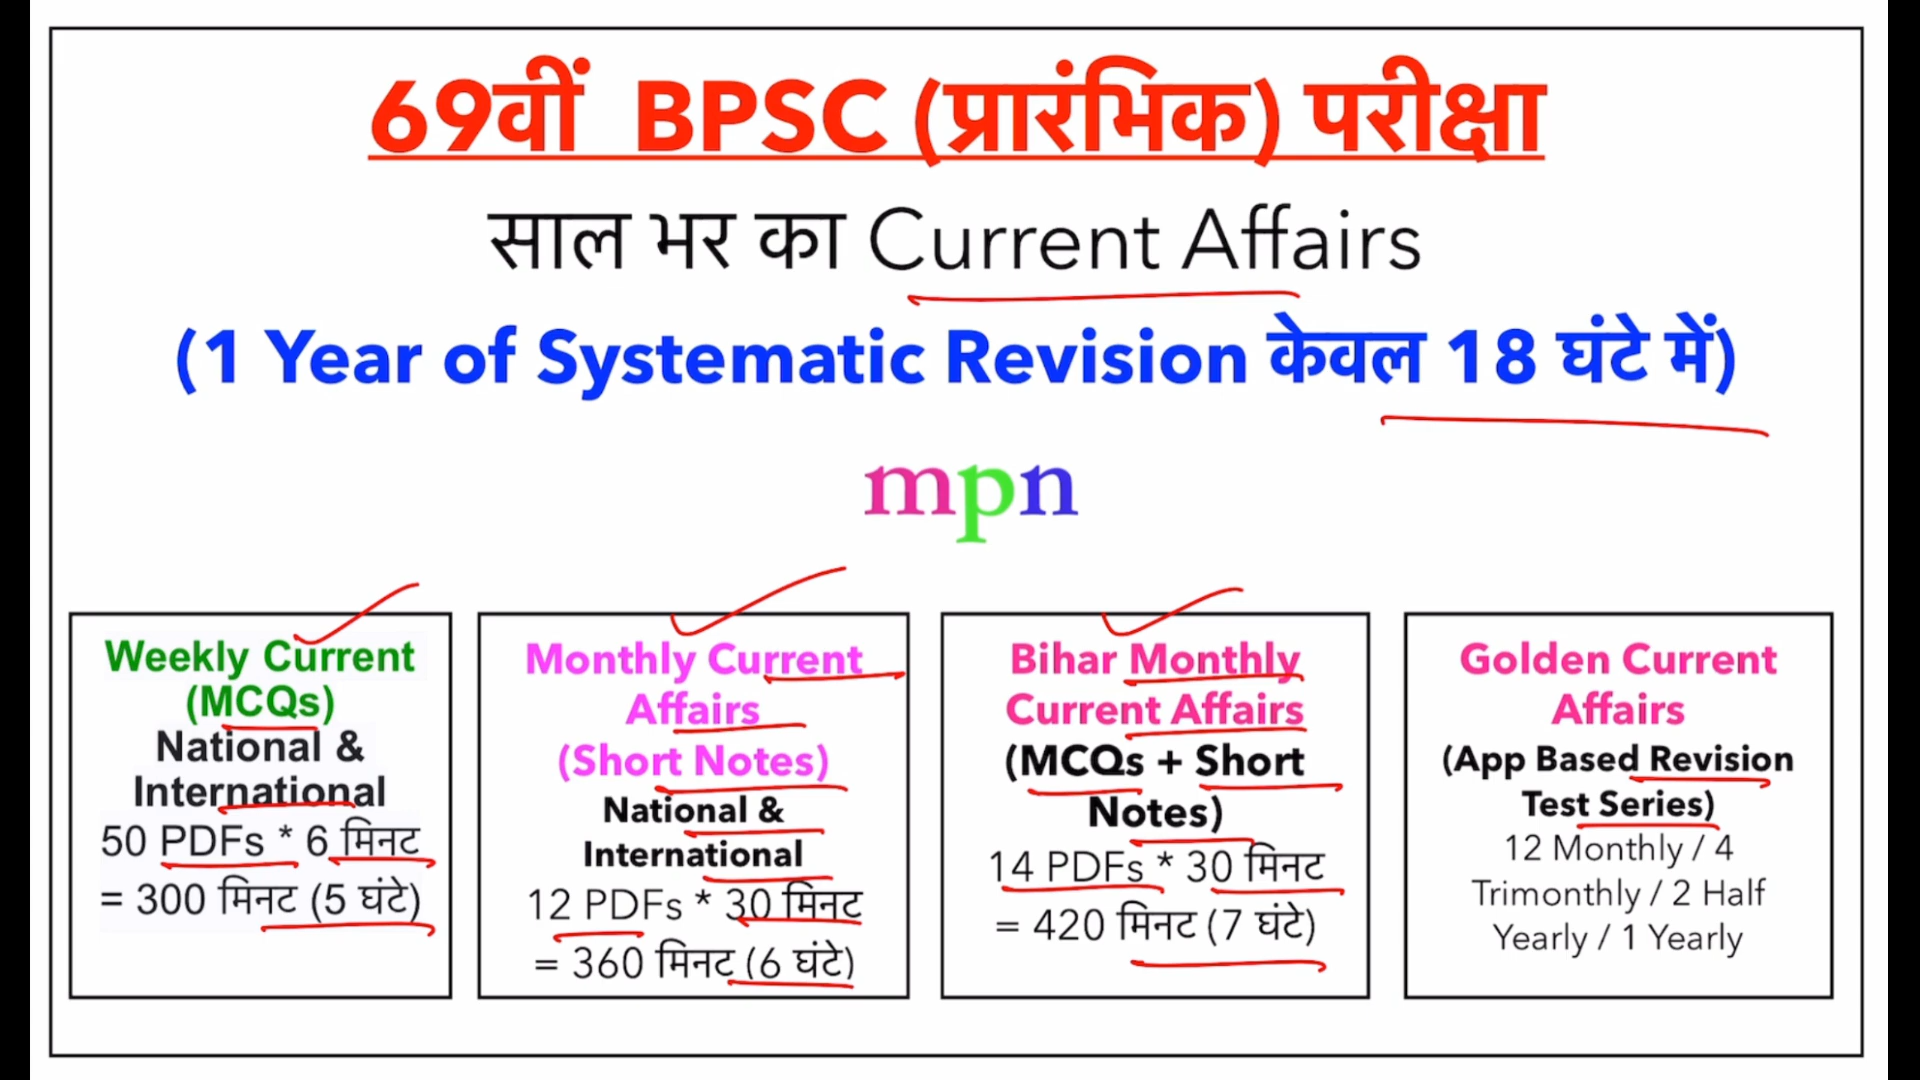 69वीं BPSC (प्रारंभिक) परीक्षा
साल भर का Current Affairs
(1 Year of Systematic Revision केवल 18 घंटे में)
mpn
Weekly Current
(MCQs)
National &
International
50 PDFs * 6 मिनट
= 300 मिनट (5 घंटे)
Monthly Current
Affairs
(Short Notes)
National &
International
12 PDFs * 30 मिनट
= 360 मिनट (6 घंटे)
Bihar Monthly
Current Affairs
(MCQs + Short
Notes)
14 PDFs * 30 मिनट
= 420 मिनट (7 घंटे)
Golden Current
Affairs
(App Based Revision
Test Series)
12 Monthly / 4
Trimonthly / 2 Half
Yearly / 1 Yearly